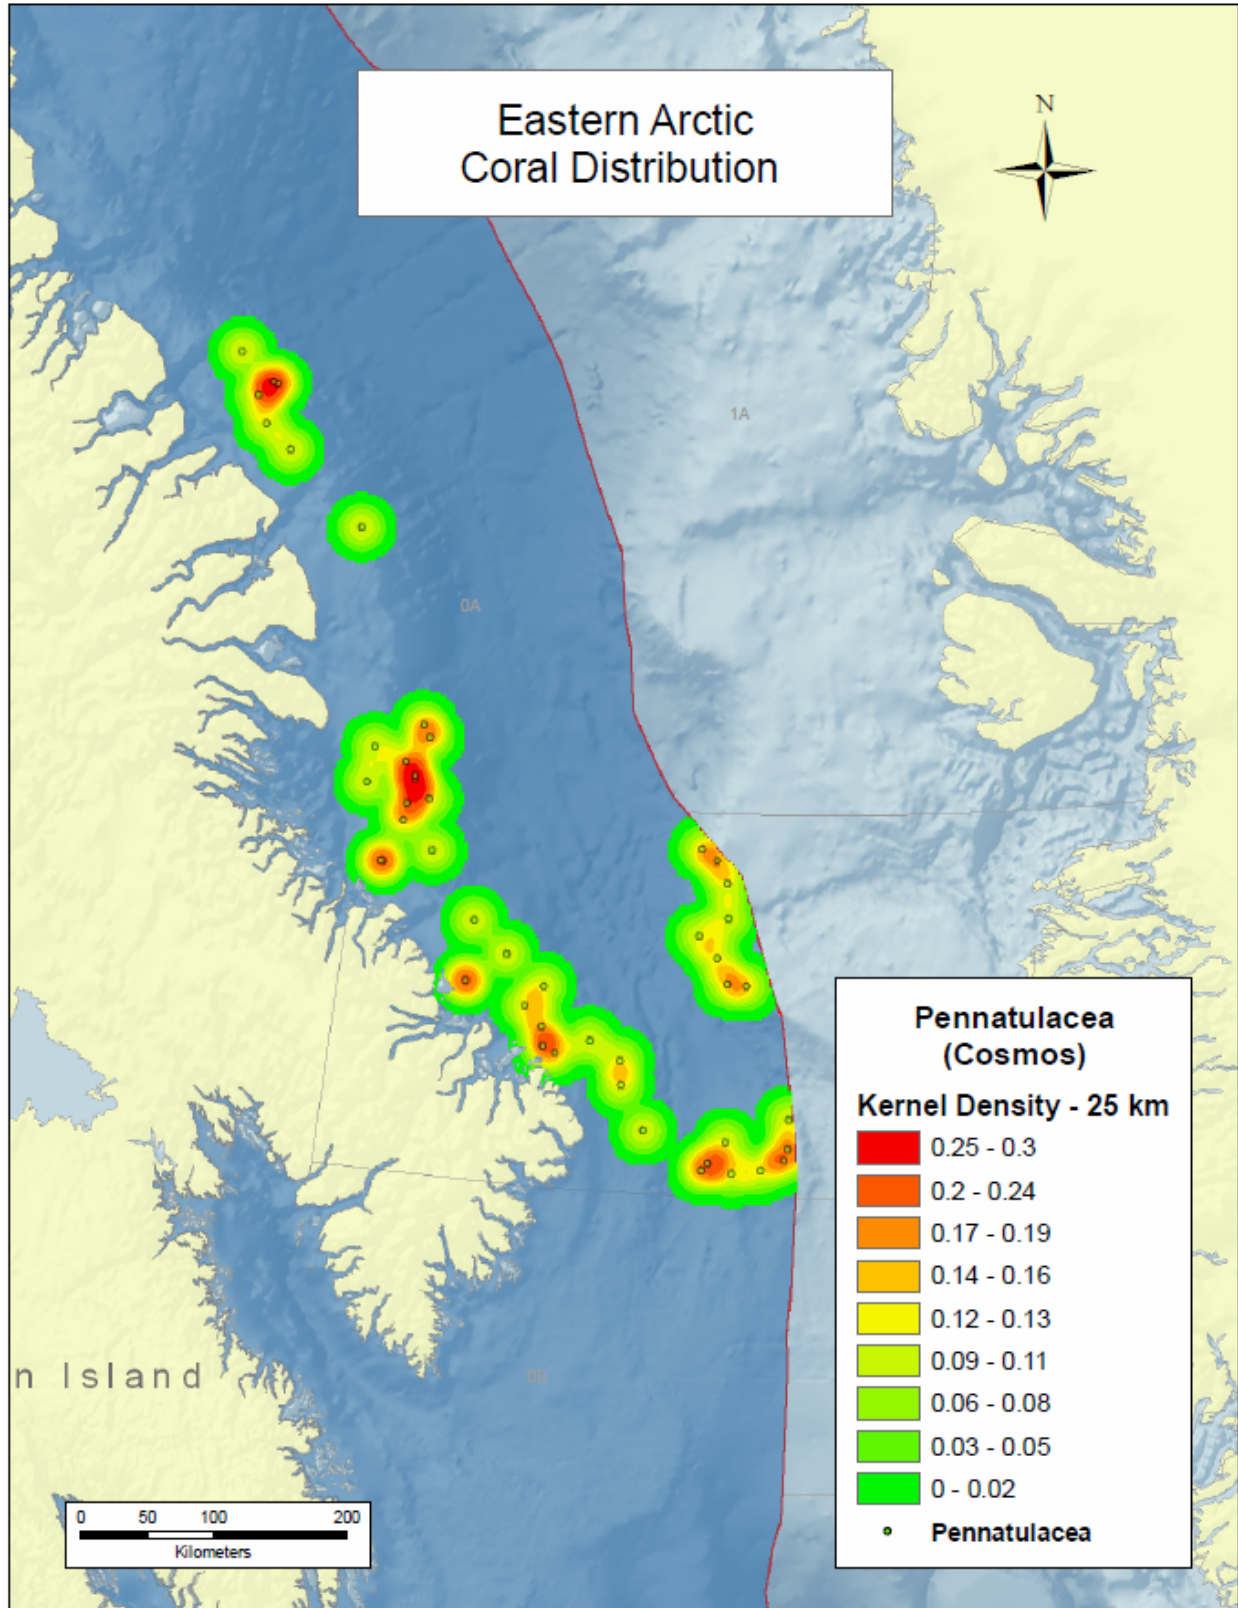 Eastern Arctic
Coral Distribution
N
1A
0A
0B
n Island
Pennatulacea
(Cosmos)
Kernel Density - 25 km
0.25 - 0.3
0.2 - 0.24
0.17 - 0.19
0.14 - 0.16
0.12 - 0.13
0.09 - 0.11
0.06 - 0.08
0.03 - 0.05
0 - 0.02
Pennatulacea
0 50 100 200
Kilometers